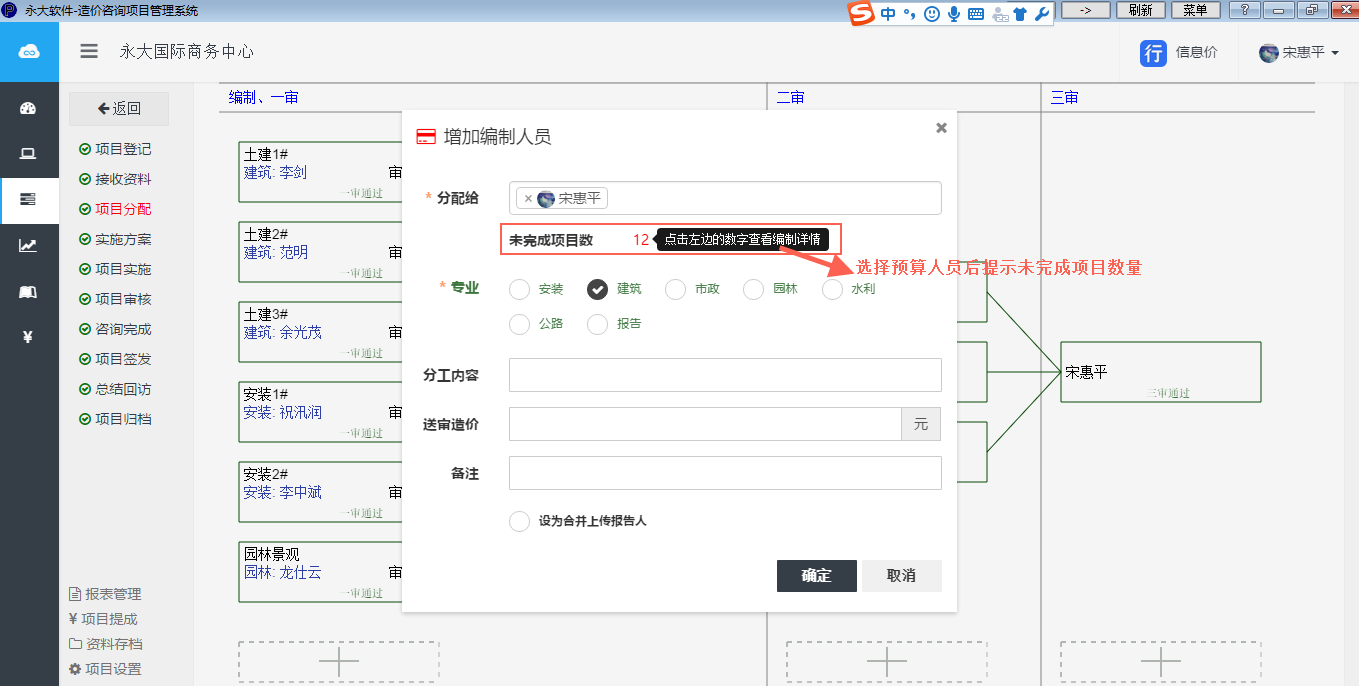 永大软件-造价咨询项目管理系统
中
->
刷新
菜单
?
永大国际商务中心
行 信息价
宋惠平
返回
项目登记
接收资料
项目分配
实施方案
项目实施
项目审核
咨询完成
项目签发
总结回访
项目归档
报表管理
¥ 项目提成
资料存档
项目设置
编制、一审
二审
三审
土建1#
建筑: 李剑
审
一审通过
土建2#
建筑: 范明
审
一审通过
土建3#
建筑: 余光茂
审
一审通过
安装1#
安装: 祝汛润
审
一审通过
安装2#
安装: 李中斌
审
一审通过
园林景观
园林: 龙仕云
审
一审通过
宋惠平
三审通过
增加编制人员
* 分配给
× 宋惠平
未完成项目数 12 点击左边的数字查看编制详情
选择预算人员后提示未完成项目数量
* 专业
安装 建筑 市政 园林 水利
公路 报告
分工内容
送审造价 元
备注
设为合并上传报告人
确定 取消